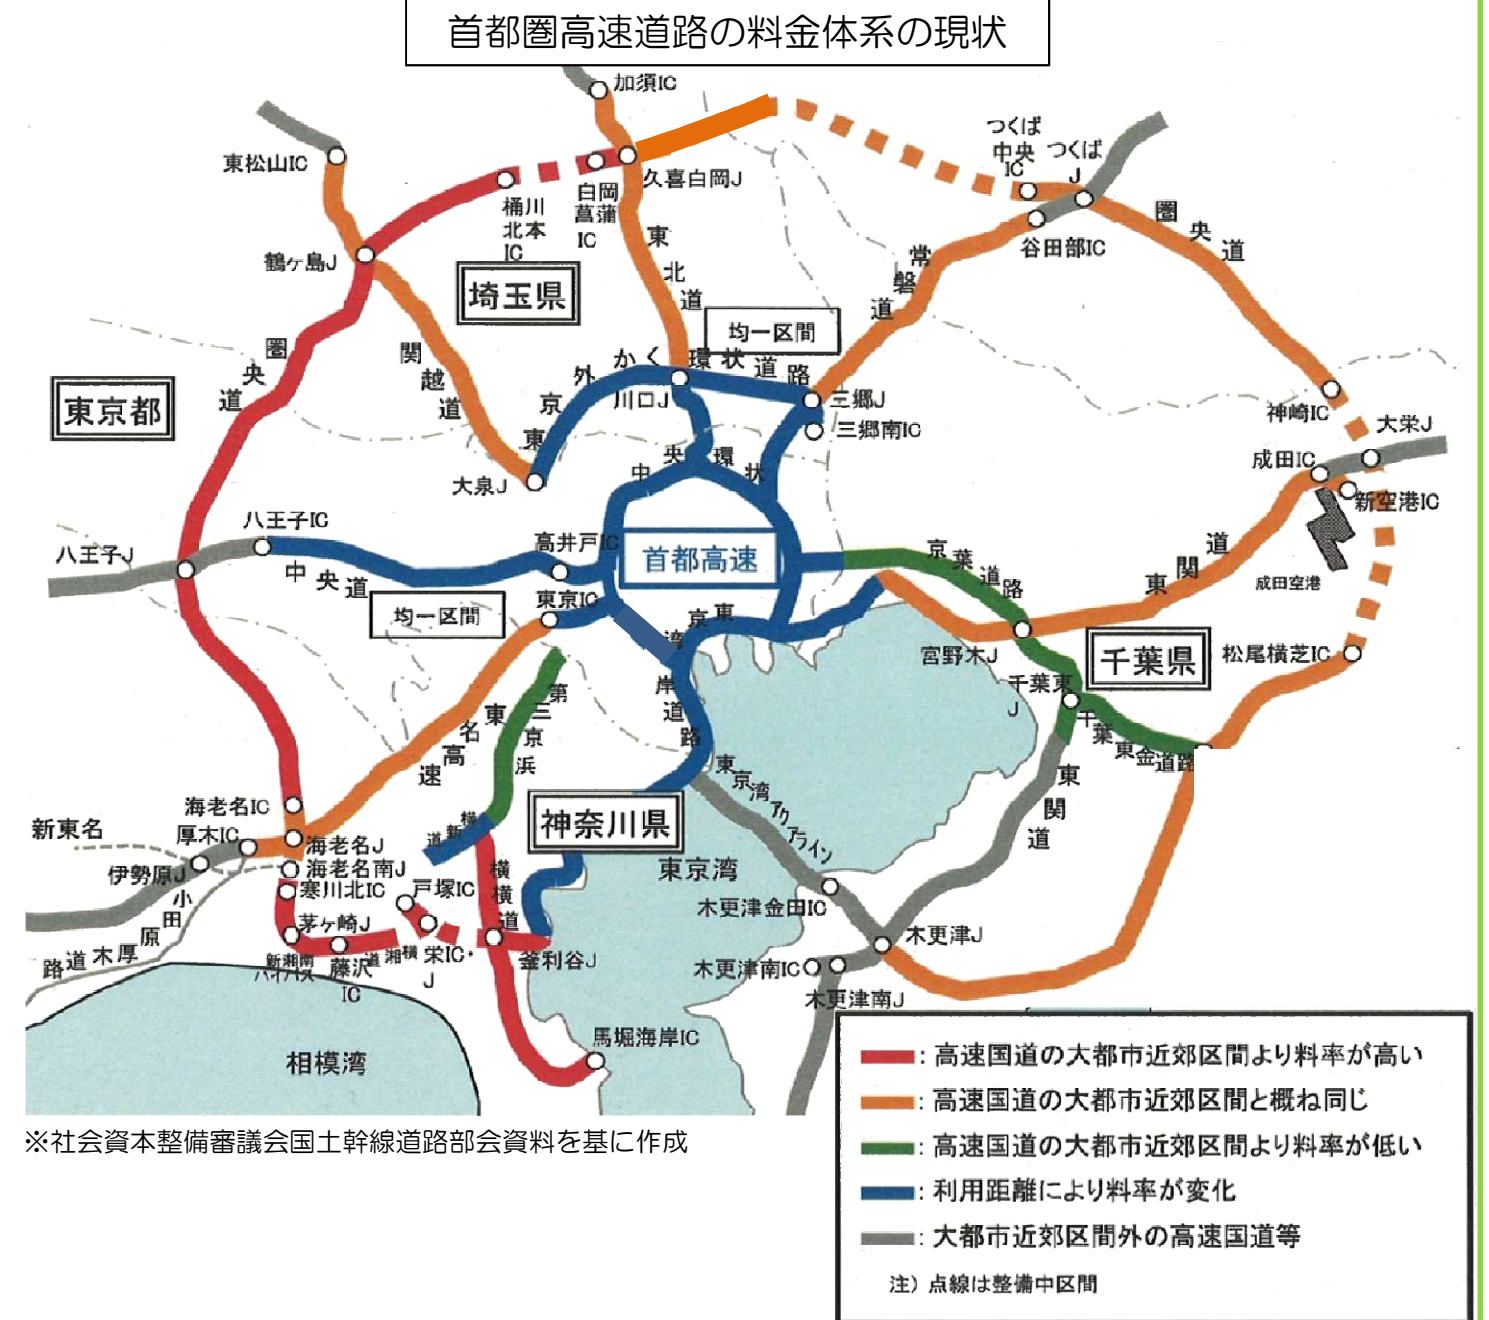 首都圏高速道路の料金体系の現状
加須IC
東松山IC
久喜白岡J
白岡
菖蒲
IC
桶川
北本
IC
つくば
中央
IC
つくば
J
谷田部IC
圏央道
鶴ヶ島J
埼玉県
東北道
常磐道
均一区間
関越道
圏央道
東京都
東京外かく環状道路
川口J
三郷J
三郷南IC
大泉J
中央環状
神崎IC
大栄J
成田IC
新空港IC
成田空港
八王子IC
八王子J
中央道
高井戸IC
首都高速
均一区間
東京IC
京葉道路
東関道
宮野木J
千葉県
松尾横芝IC
千葉東
J
千葉東金道路
東京湾岸道路
第三京浜
東名高速
東関道
東京湾アクアライン
神奈川県
横新道
海老名IC
新東名
厚木IC
海老名J
海老名南J
伊勢原J
寒川北IC
戸塚IC
小田原厚木道路
茅ヶ崎J
新湘南
バイパス
藤沢
IC
横湘道
栄IC・
J
横横道
釜利谷J
東京湾
木更津金田IC
木更津J
木更津南IC
木更津南J
馬堀海岸IC
相模湾
：高速国道の大都市近郊区間より料率が高い
：高速国道の大都市近郊区間と概ね同じ
：高速国道の大都市近郊区間より料率が低い
：利用距離により料率が変化
：大都市近郊区間外の高速国道等
注）点線は整備中区間
※社会資本整備審議会国土幹線道路部会資料を基に作成